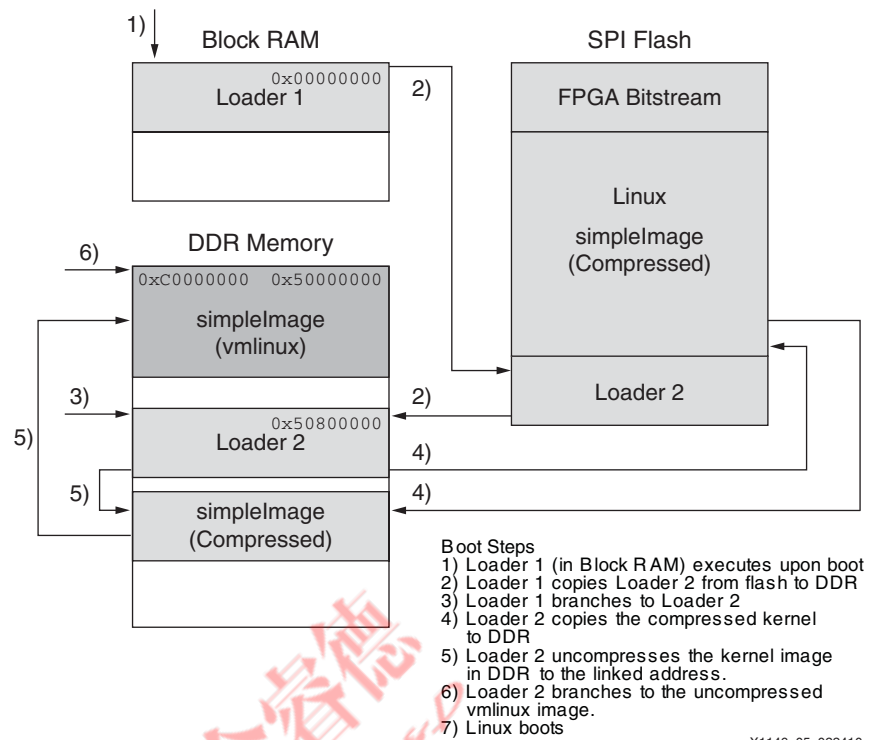 1)
Block RAM
SPI Flash
0x00000000
Loader 1
2)
FPGA Bitstream
Linux
simpleImage
(Compressed)
Loader 2
DDR Memory
6)
0xC0000000 0x50000000
simpleImage
(vmlinux)
3)
2)
0x50800000
Loader 2
5)
4)
5)
4)
simpleImage
(Compressed)
Boot Steps
1) Loader 1 (in Block RAM) executes upon boot
2) Loader 1 copies Loader 2 from flash to DDR
3) Loader 1 branches to Loader 2
4) Loader 2 copies the compressed kernel
to DDR
5) Loader 2 uncompresses the kernel image
in DDR to the linked address.
6) Loader 2 branches to the uncompressed
vmlinux image.
7) Linux boots